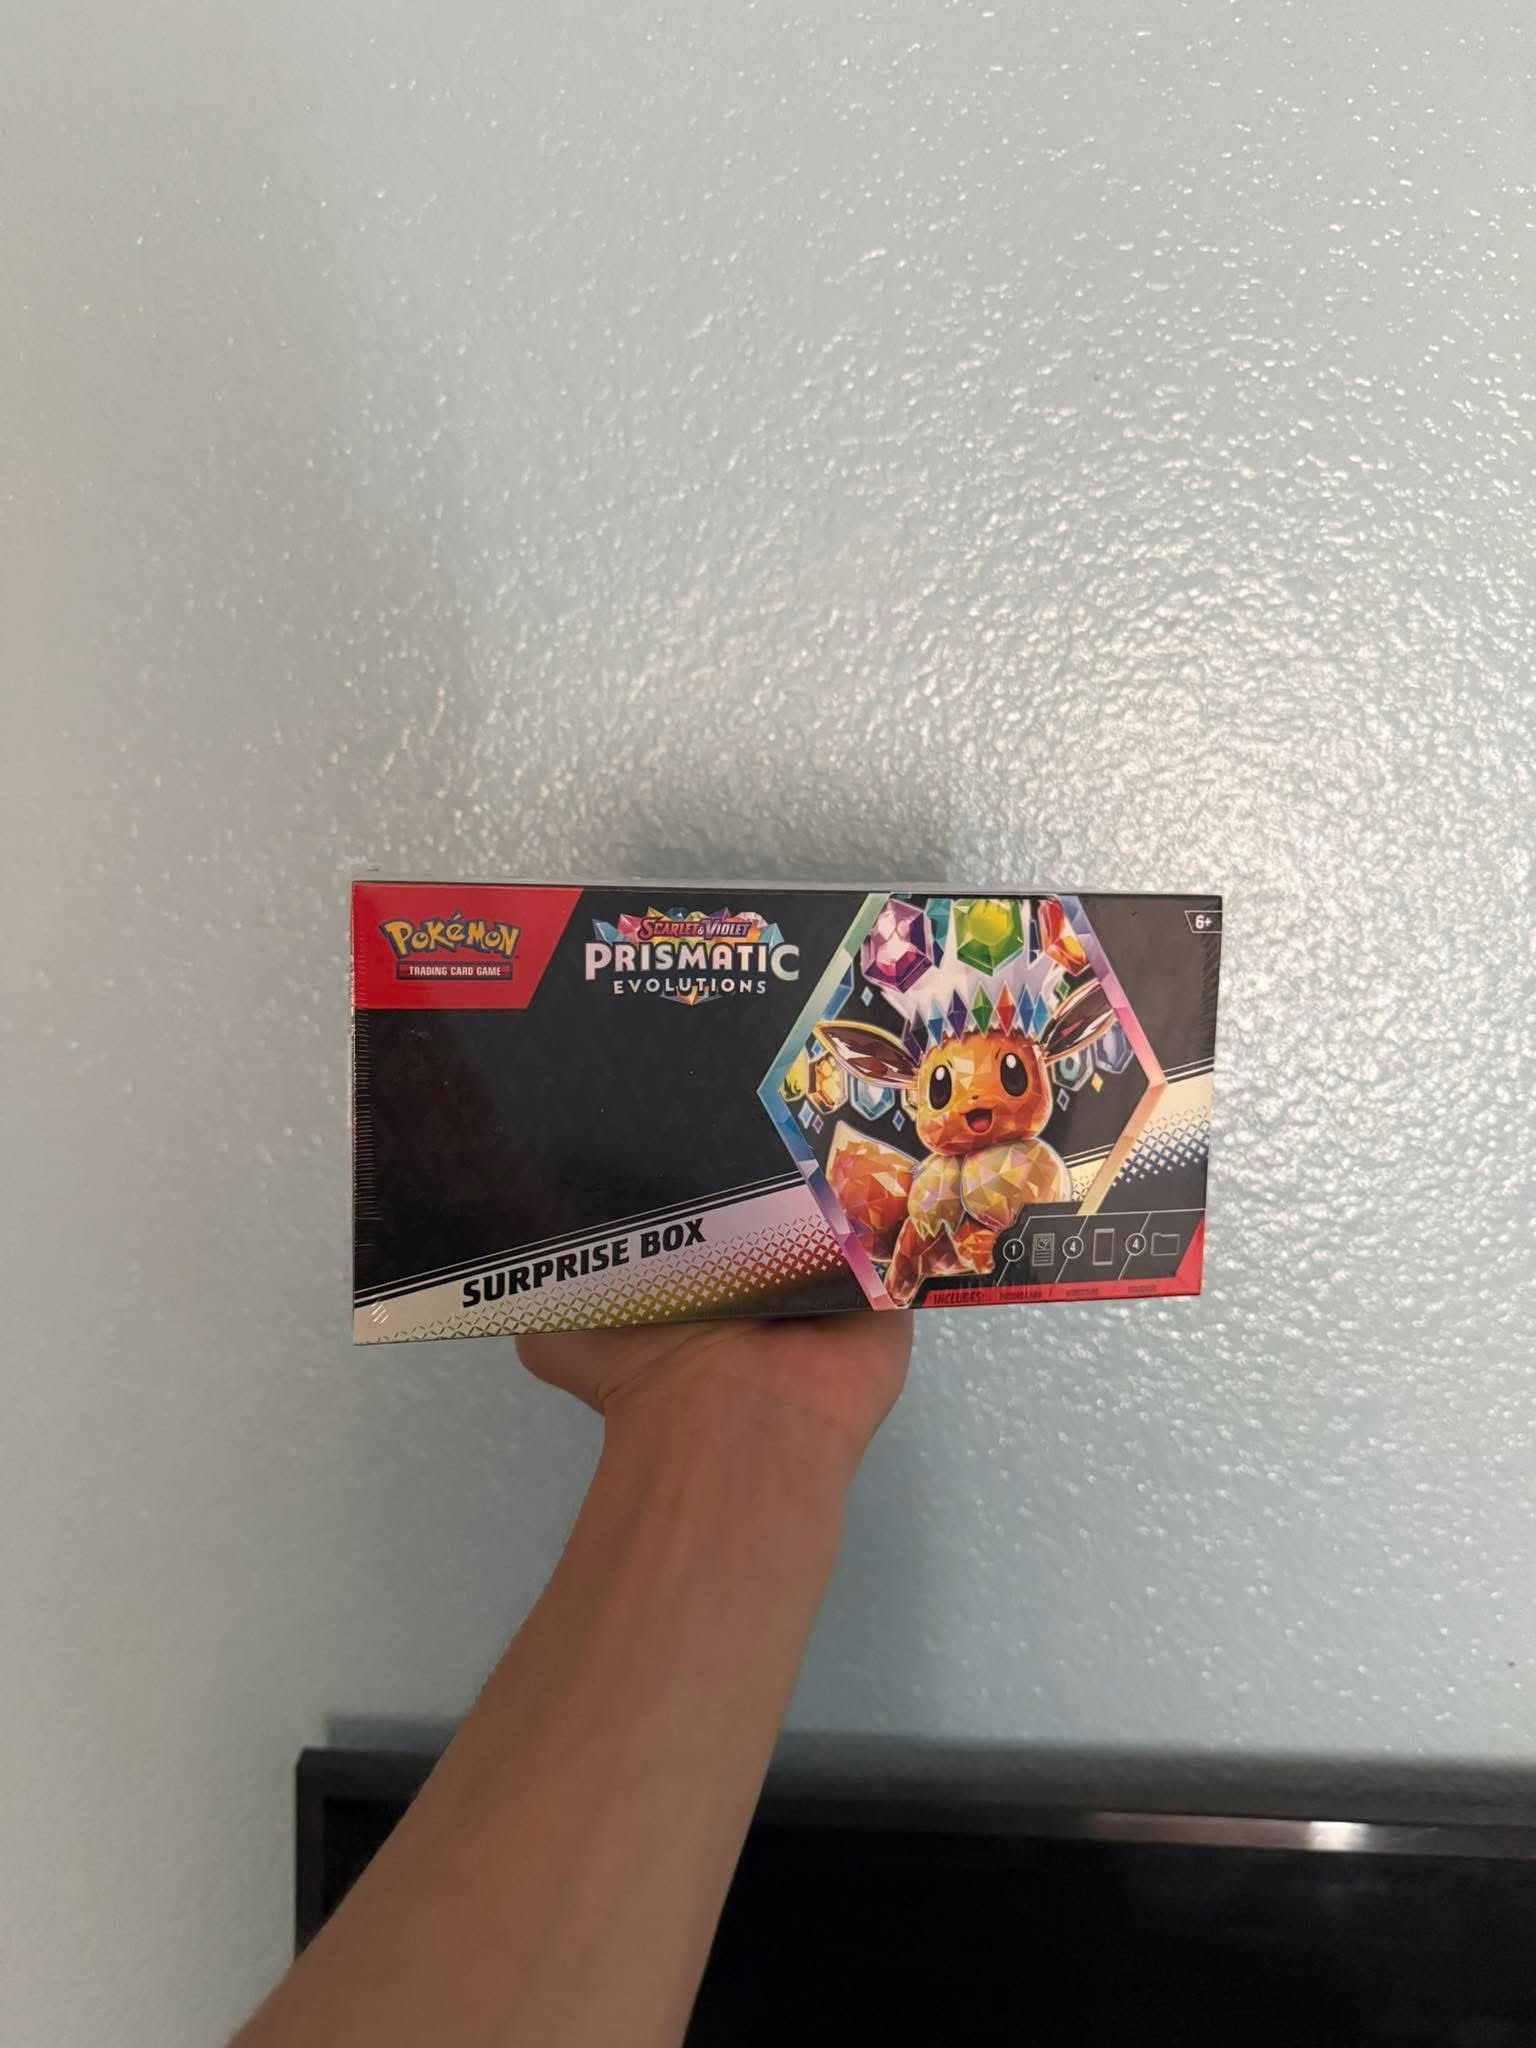 Pokémon
TRADING CARD GAME
SCARLET & VIOLET
PRISMATIC
EVOLUTIONS
6+
SURPRISE BOX
1 4 4
INCLUDES: